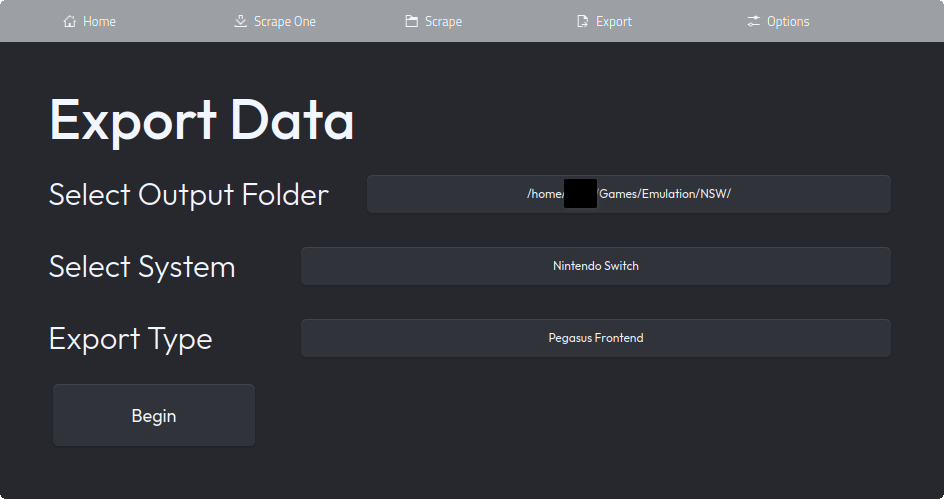 Home Scrape One Scrape Export Options
Export Data
Select Output Folder /home/ /Games/Emulation/NSW/
Select System Nintendo Switch
Export Type Pegasus Frontend
Begin